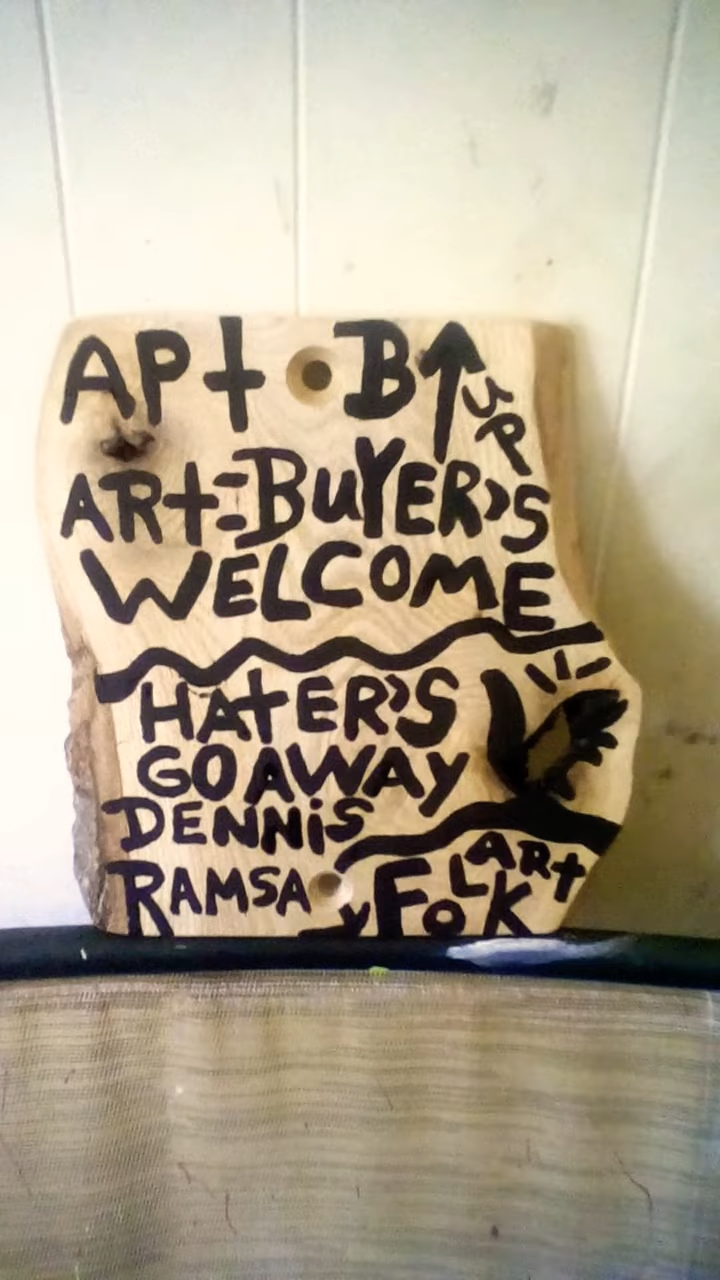 APt B ↑ UP
ARt=BUYER'S
WELCOME
HAtER'S
GO AWAY
DENNiS
RAMSAY
FOLK ARt